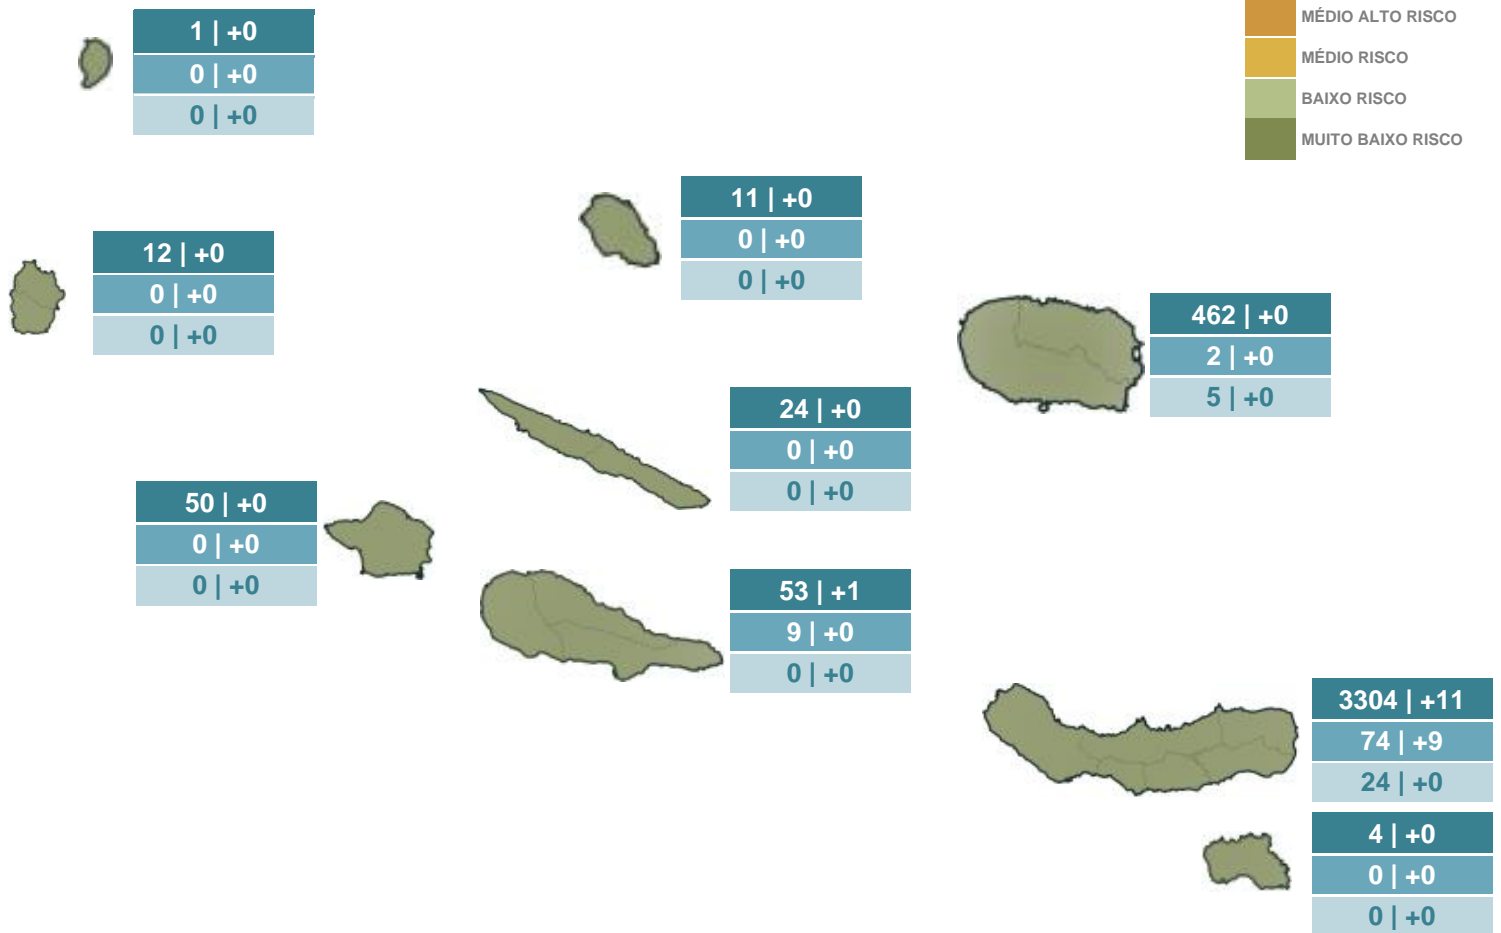 MÉDIO ALTO RISCO
MÉDIO RISCO
BAIXO RISCO
MUITO BAIXO RISCO
1 | +0
0 | +0
0 | +0
11 | +0
0 | +0
0 | +0
12 | +0
0 | +0
0 | +0
462 | +0
2 | +0
5 | +0
24 | +0
0 | +0
0 | +0
50 | +0
0 | +0
0 | +0
53 | +1
9 | +0
0 | +0
3304 | +11
74 | +9
24 | +0
4 | +0
0 | +0
0 | +0